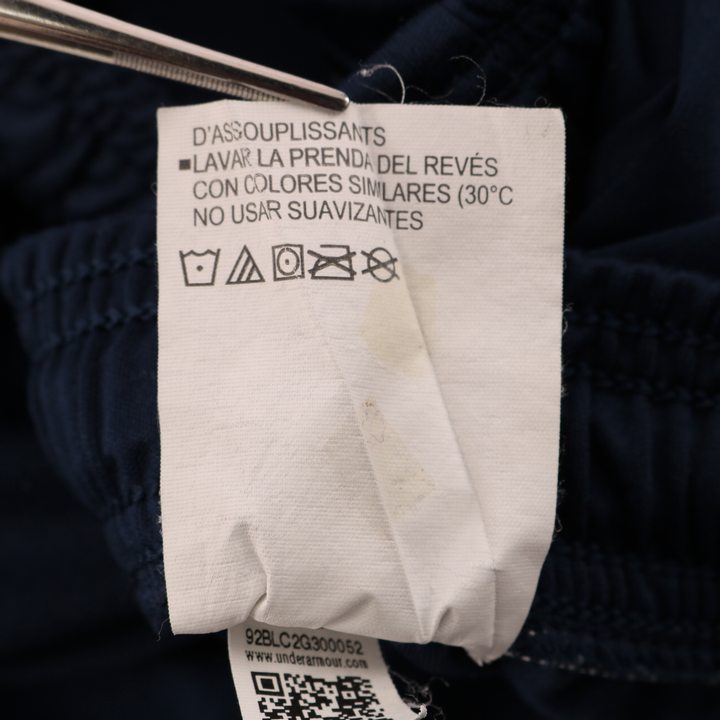 D'ASSOUPLISSANTS
▪LAVAR LA PRENDA DEL REVÉS
CON COLORES SIMILARES (30°C
NO USAR SUAVIZANTES
92BLC2G300052
www.underarmour.com